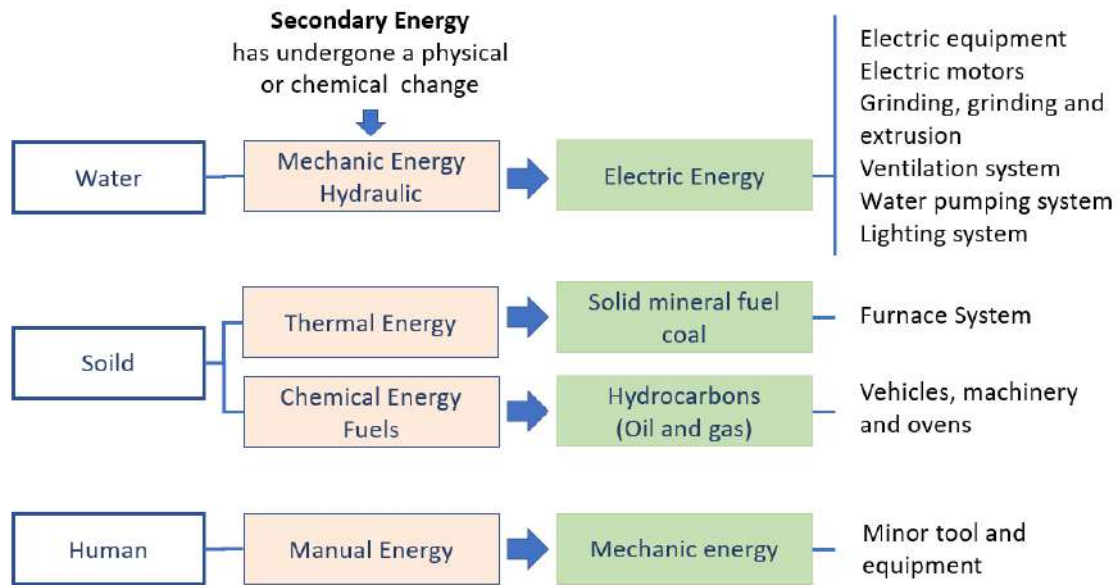 Secondary Energy
has undergone a physical
or chemical change
Water
Mechanic Energy
Hydraulic
Electric Energy
Electric equipment
Electric motors
Grinding, grinding and
extrusion
Ventilation system
Water pumping system
Lighting system
Soild
Thermal Energy
Solid mineral fuel
coal
Furnace System
Chemical Energy
Fuels
Hydrocarbons
(Oil and gas)
Vehicles, machinery
and ovens
Human
Manual Energy
Mechanic energy
Minor tool and
equipment